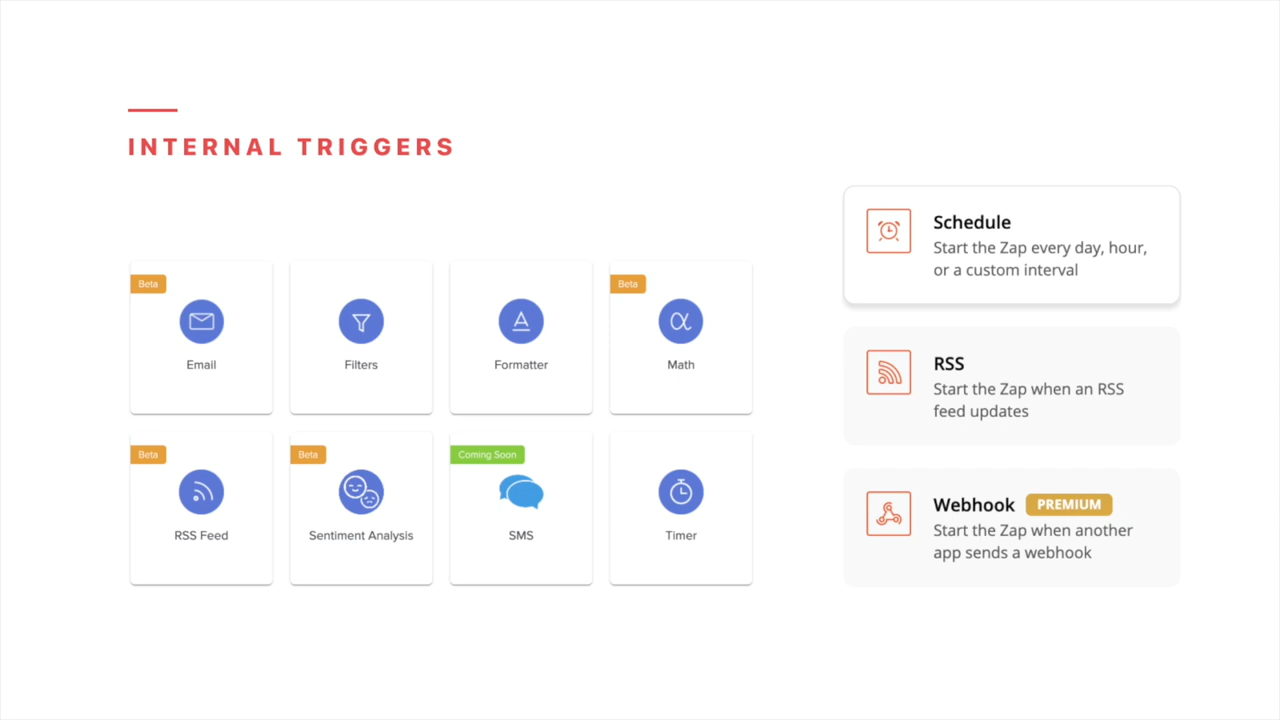 INTERNAL TRIGGERS
Beta
Email
Filters
Formatter
Beta
Math
Beta
RSS Feed
Beta
Sentiment Analysis
Coming Soon
SMS
Timer
Schedule
Start the Zap every day, hour,
or a custom interval
RSS
Start the Zap when an RSS
feed updates
Webhook PREMIUM
Start the Zap when another
app sends a webhook